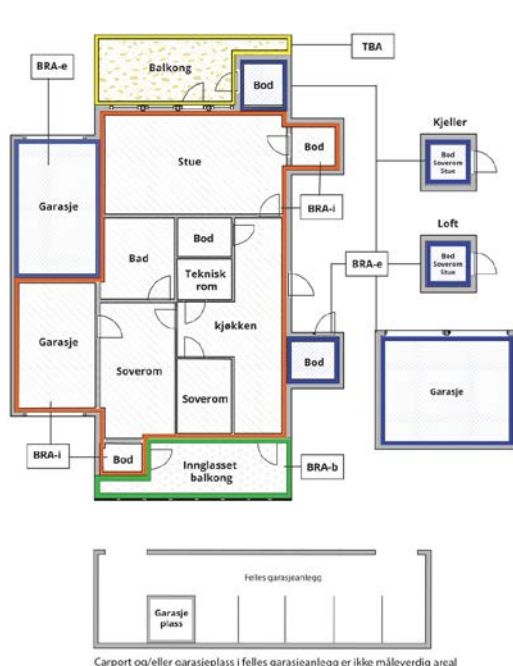 TBA
BRA-e
Balkong
Bod
Kjeller
Bod
Soverom
Stue
Stue
Bod
BRA-i
Garasje
Loft
Bod
Soverom
Stue
BRA-e
Bad
Bod
Teknisk
rom
kjøkken
Garasje
Soverom
Soverom
Bod
Garasje
BRA-i
Bod
Innglasset
balkong
BRA-b
Felles garasjeanlegg
Garasje
plass
Carport og/eller garasjeplass i felles garasjeanlegg er ikke måleverdig areal